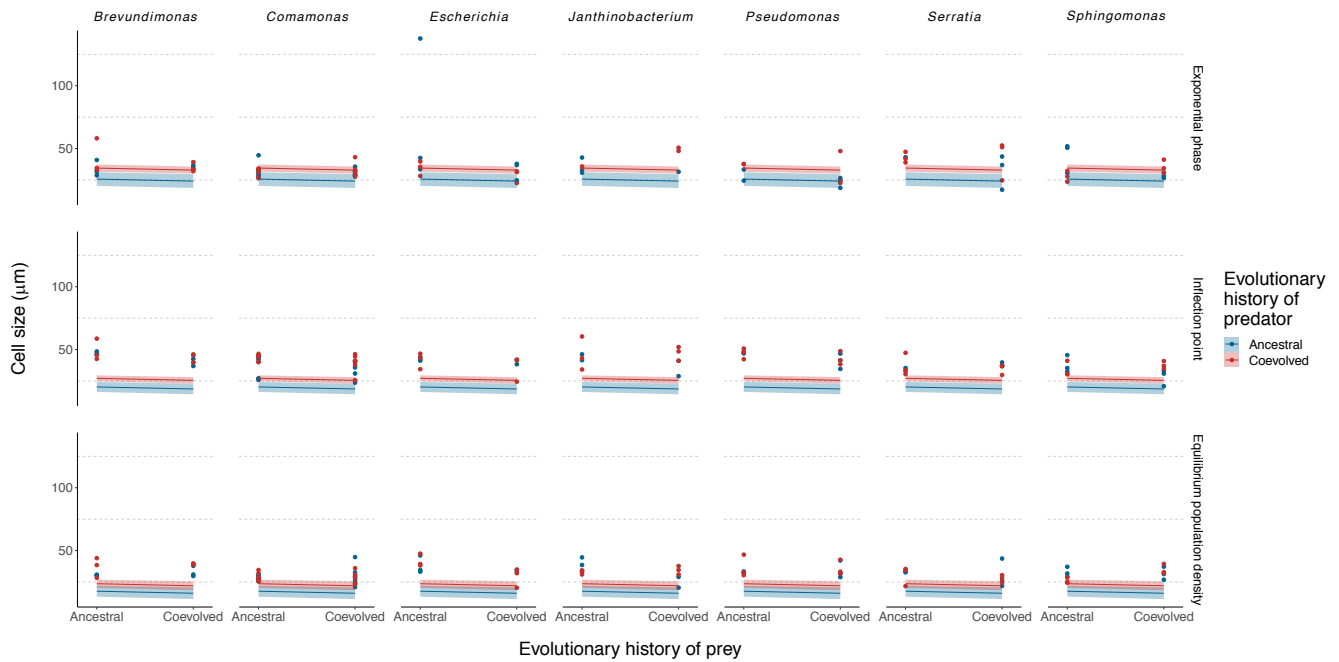 Brevundimonas
Comamonas
Escherichia
Janthinobacterium
Pseudomonas
Serratia
Sphingomonas
100
50
Exponential phase
100
50
Inflection point
100
50
Equilibrium population density
Cell size (μm)
Ancestral
Coevolved
Ancestral
Coevolved
Ancestral
Coevolved
Ancestral
Coevolved
Ancestral
Coevolved
Ancestral
Coevolved
Ancestral
Coevolved
Evolutionary history of prey
Evolutionary
history of
predator
Ancestral
Coevolved